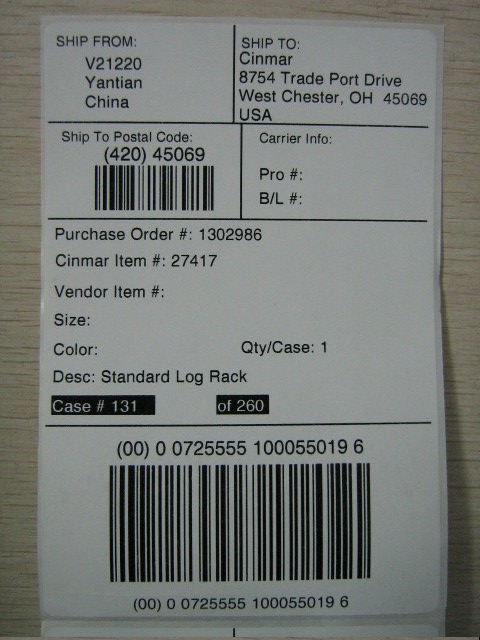 SHIP FROM:
V21220
Yantian
China
SHIP TO:
Cinmar
8754 Trade Port Drive
West Chester, OH 45069
USA
Ship To Postal Code:
(420) 45069
Carrier Info:
Pro #:
B/L #:
Purchase Order #: 1302986
Cinmar Item #: 27417
Vendor Item #:
Size:
Color:
Qty/Case: 1
Desc: Standard Log Rack
Case # 131 of 260
(00) 0 0725555 100055019 6
(00) 0 0725555 100055019 6